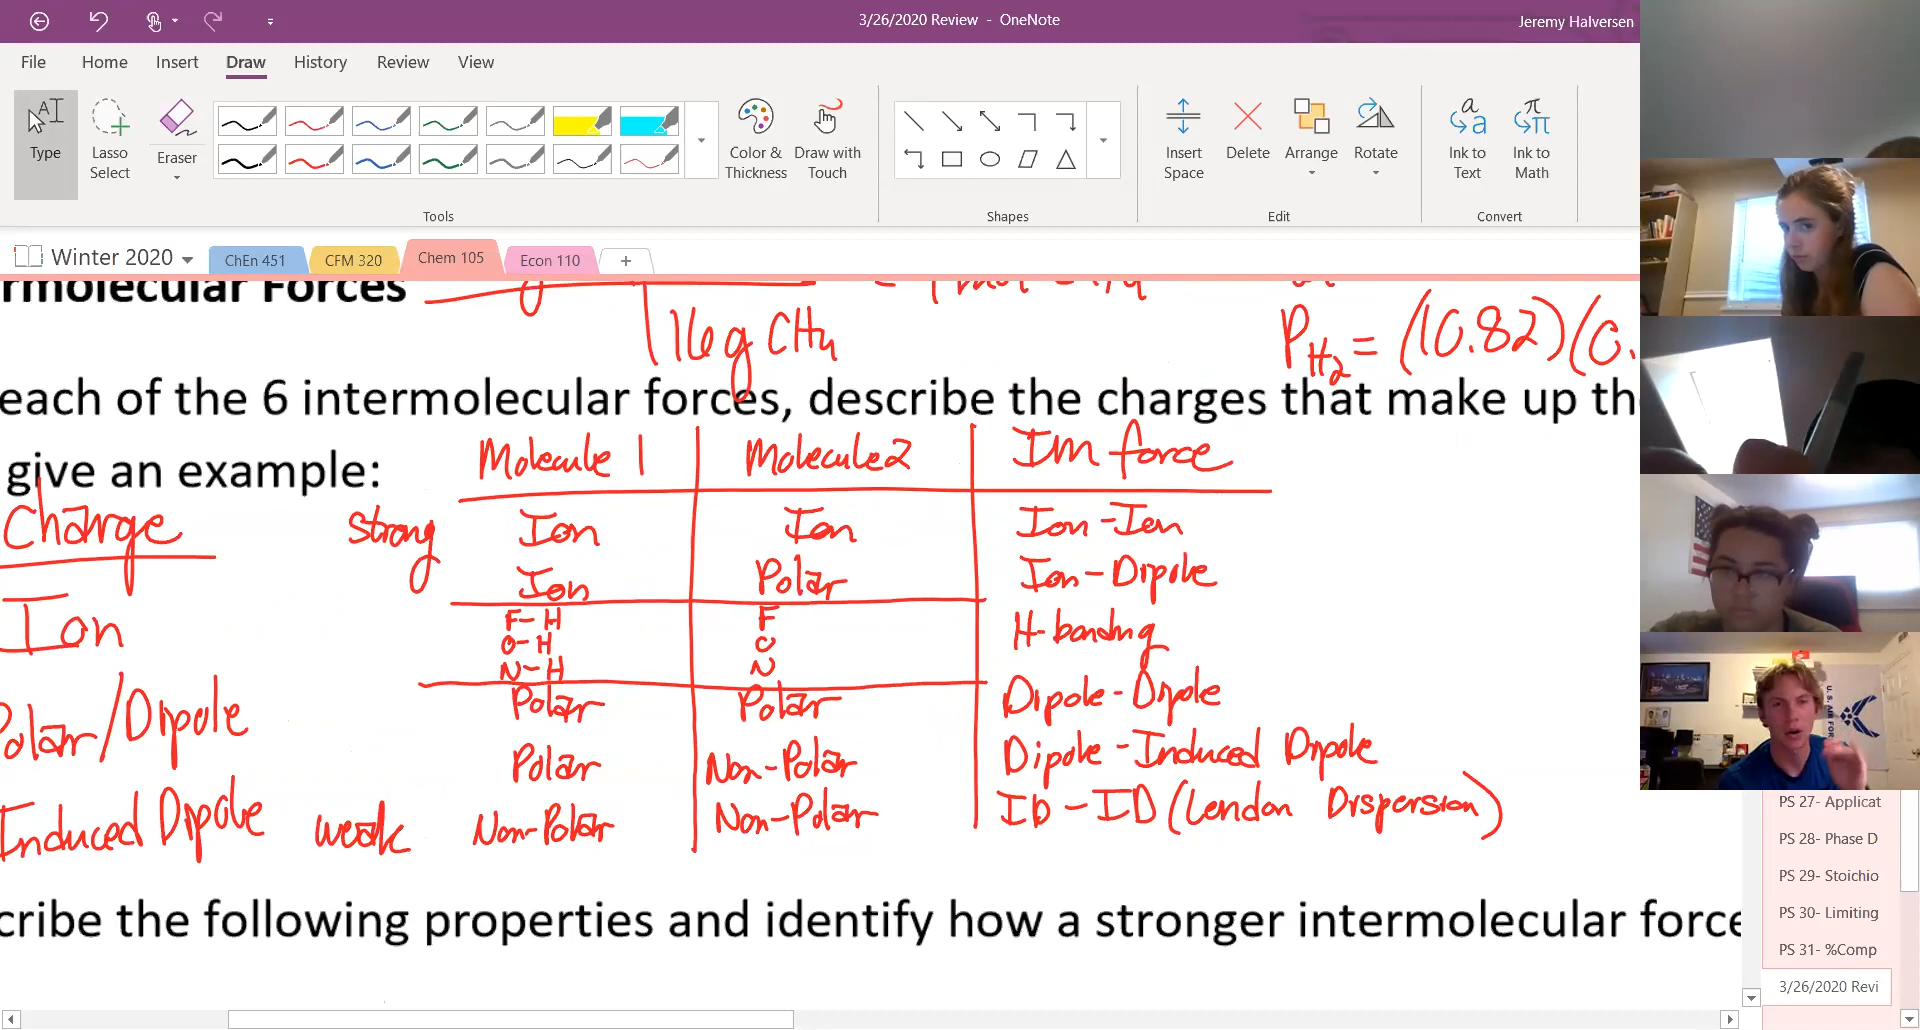 3/26/2020 Review - OneNote
Jeremy Halversen
File Home Insert Draw History Review View
Type
Lasso Select
Eraser
Color & Thickness
Draw with Touch
Insert Space
Delete
Arrange
Rotate
Ink to Text
Ink to Math
Tools
Shapes
Edit
Convert
Winter 2020
ChEn 451
CFM 320
Chem 105
Econ 110
rmolecular Forces
16g CH4
P H2 = (10.82)(0.
each of the 6 intermolecular forces, describe the charges that make up th
give an example:
Molecule 1 Molecule 2 IM force
Charge
strong Ion Ion Ion-Ion
Ion Polar Ion-Dipole
Ion
F-H F H-bonding
O-H O
N-H N
Polar/Dipole
Polar Polar Dipole-Dipole
Polar Non-Polar Dipole-Induced Dipole
Induced Dipole
weak Non-Polar Non-Polar ID-ID (London Dispersion)
cribe the following properties and identify how a stronger intermolecular force
U.S. AIR FOR
PS 27- Applicat
PS 28- Phase D
PS 29- Stoichio
PS 30- Limiting
PS 31- %Comp
3/26/2020 Revi